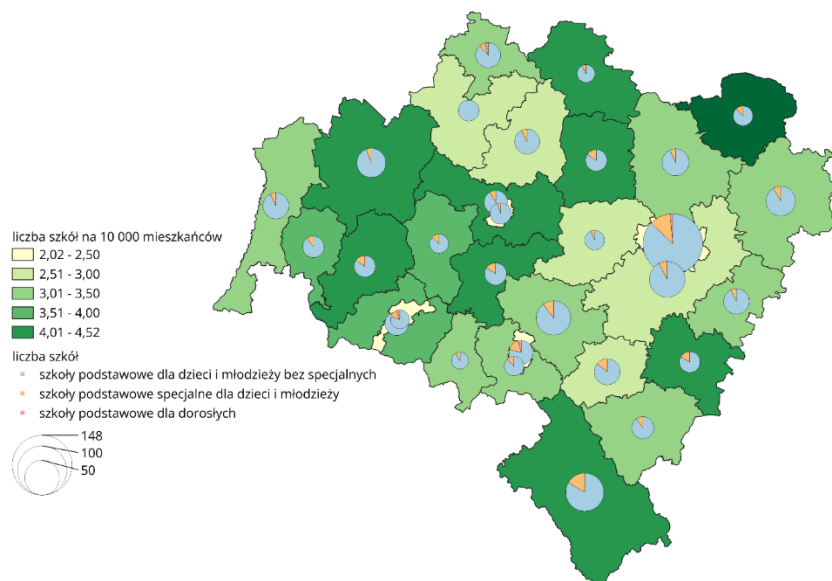 liczba szkół na 10 000 mieszkańców
2,02 - 2,50
2,51 - 3,00
3,01 - 3,50
3,51 - 4,00
4,01 - 4,52
liczba szkół
szkoły podstawowe dla dzieci i młodzieży bez specjalnych
szkoły podstawowe specjalne dla dzieci i młodzieży
szkoły podstawowe dla dorosłych
148
100
50